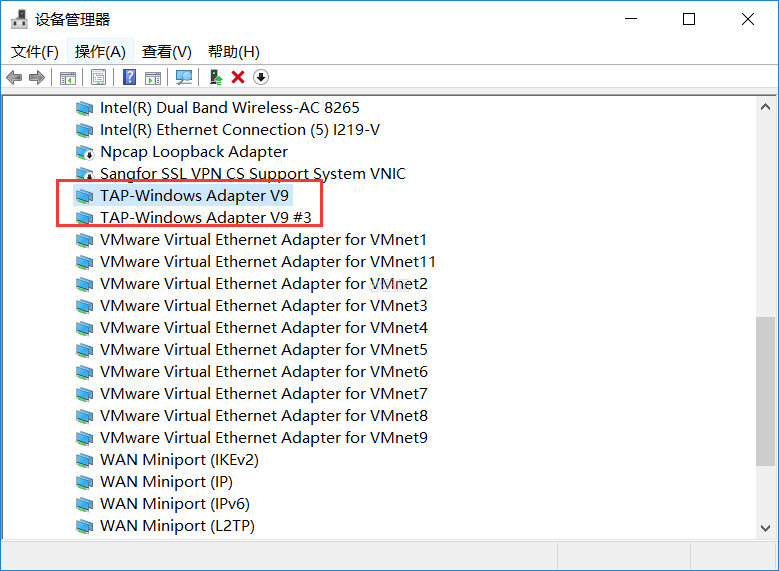 设备管理器
文件(F) 操作(A) 查看(V) 帮助(H)
Intel(R) Dual Band Wireless-AC 8265
Intel(R) Ethernet Connection (5) I219-V
Npcap Loopback Adapter
Sangfor SSL VPN CS Support System VNIC
TAP-Windows Adapter V9
TAP-Windows Adapter V9 #3
VMware Virtual Ethernet Adapter for VMnet1
VMware Virtual Ethernet Adapter for VMnet11
VMware Virtual Ethernet Adapter for VMnet2
VMware Virtual Ethernet Adapter for VMnet3
VMware Virtual Ethernet Adapter for VMnet4
VMware Virtual Ethernet Adapter for VMnet5
VMware Virtual Ethernet Adapter for VMnet6
VMware Virtual Ethernet Adapter for VMnet7
VMware Virtual Ethernet Adapter for VMnet8
VMware Virtual Ethernet Adapter for VMnet9
WAN Miniport (IKEv2)
WAN Miniport (IP)
WAN Miniport (IPv6)
WAN Miniport (L2TP)